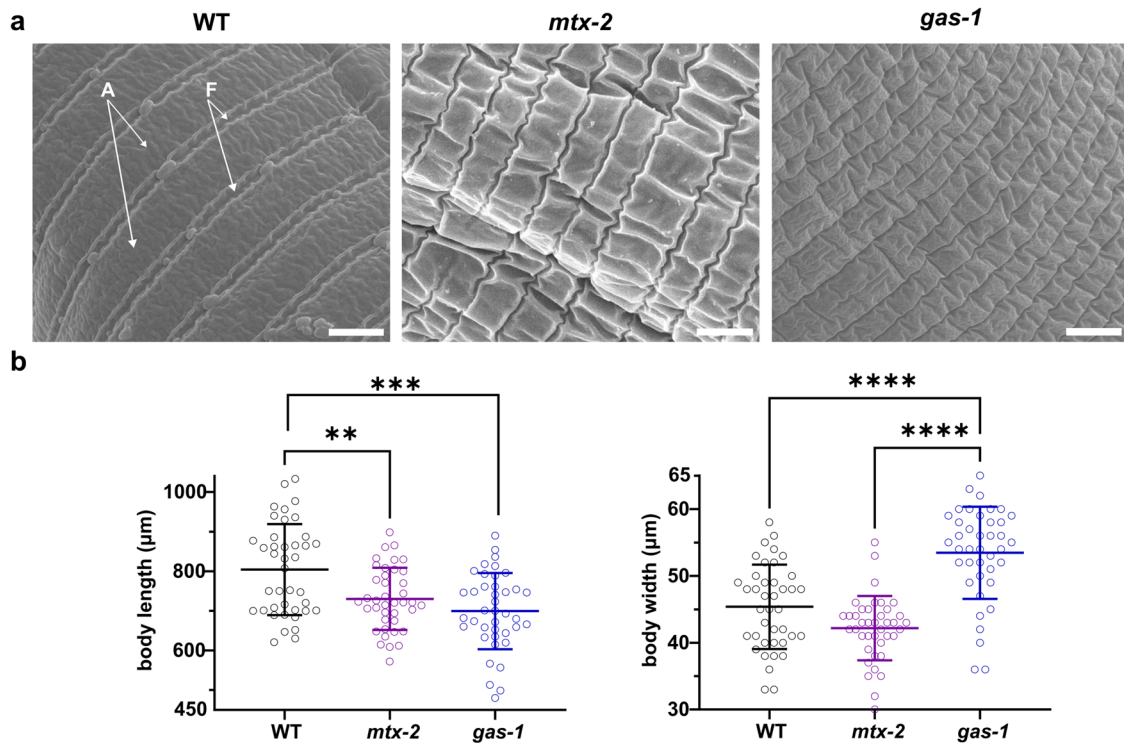 a
WT
mtx-2
gas-1
A
F
b
***
**
1000
800
600
450
body length (µm)
WT
mtx-2
gas-1
****
****
65
60
50
40
30
body width (µm)
WT
mtx-2
gas-1